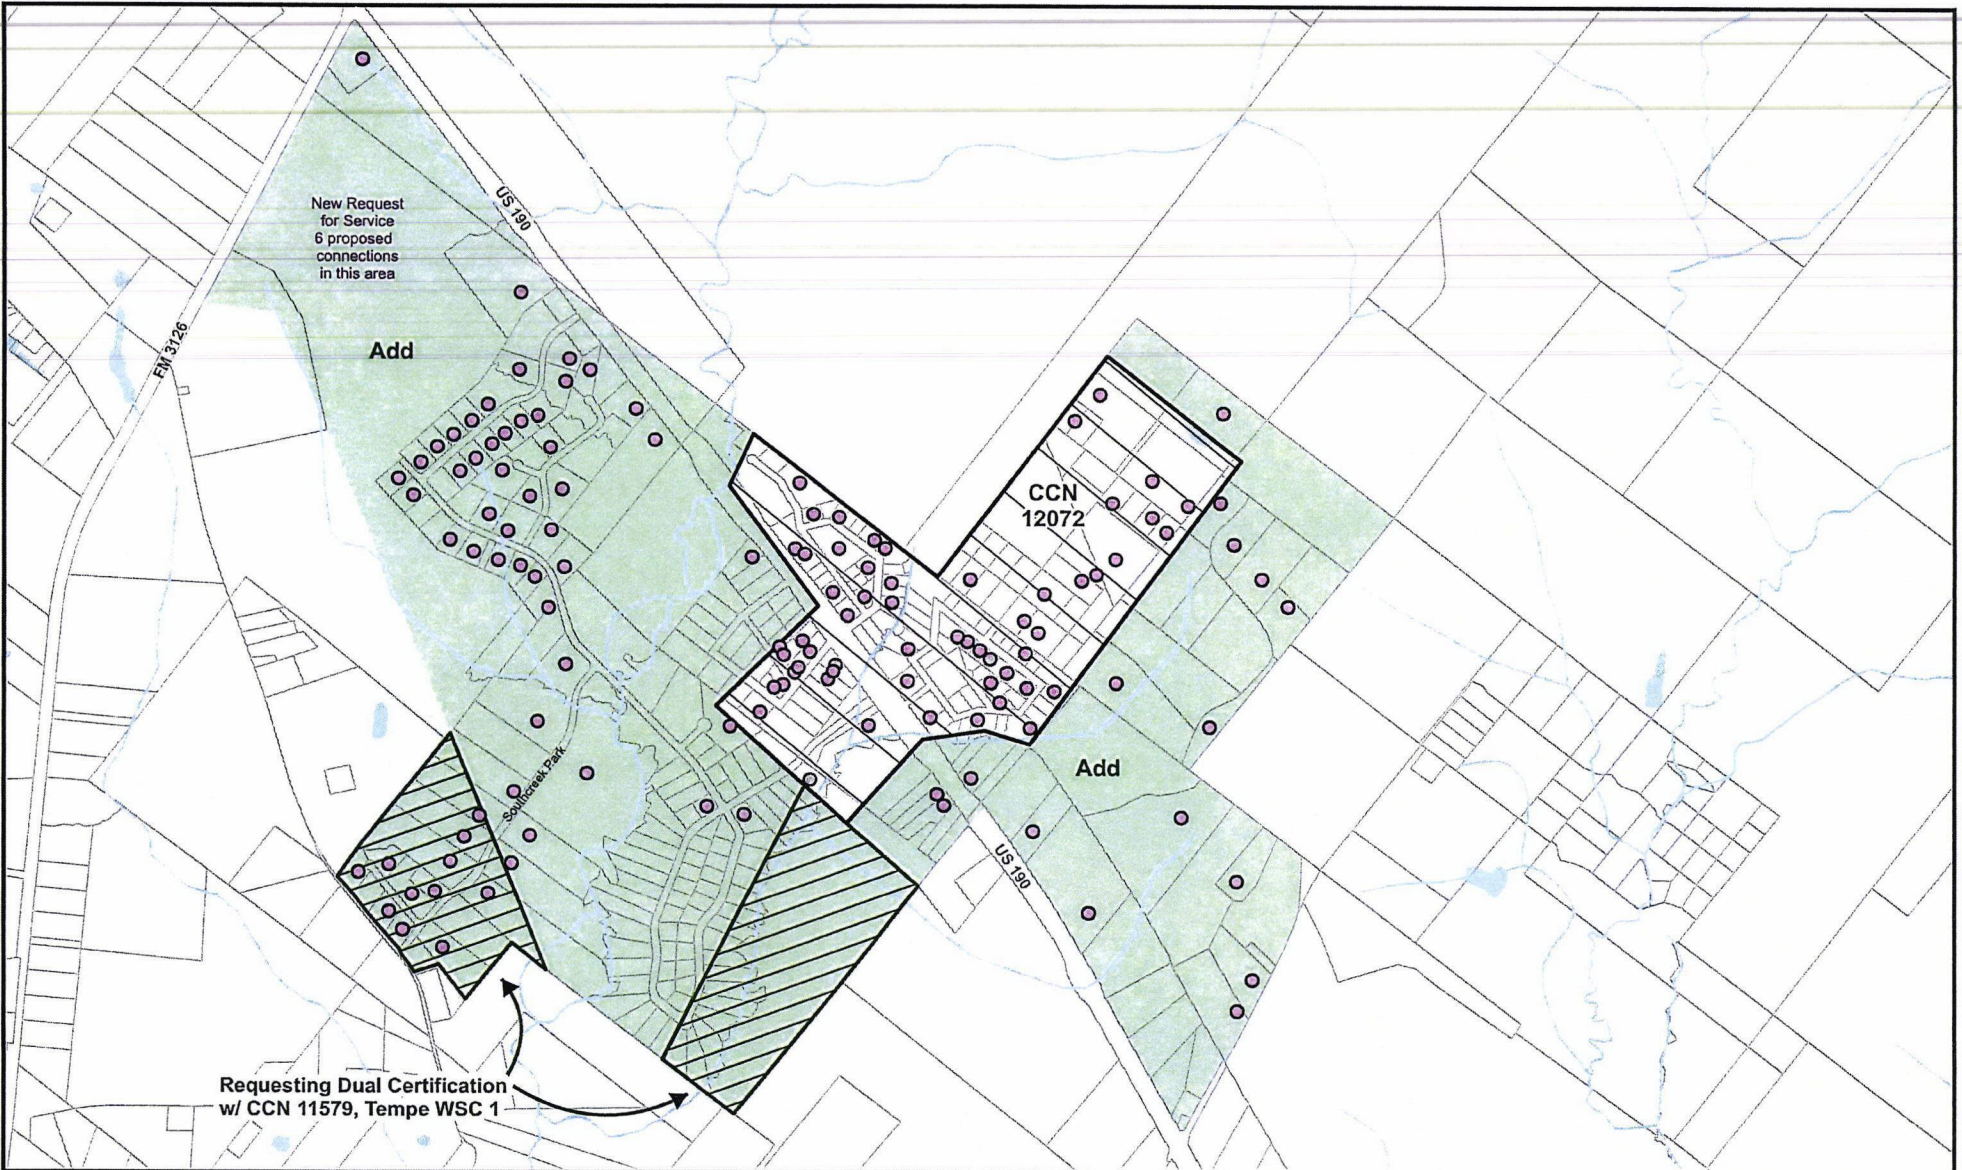 US 190
New Request
for Service
6 proposed
connections
in this area
FM 3126
Add
CCN
12072
Add
Southcreek Park
US 190
Requesting Dual Certification
w/ CCN 11579, Tempe WSC 1